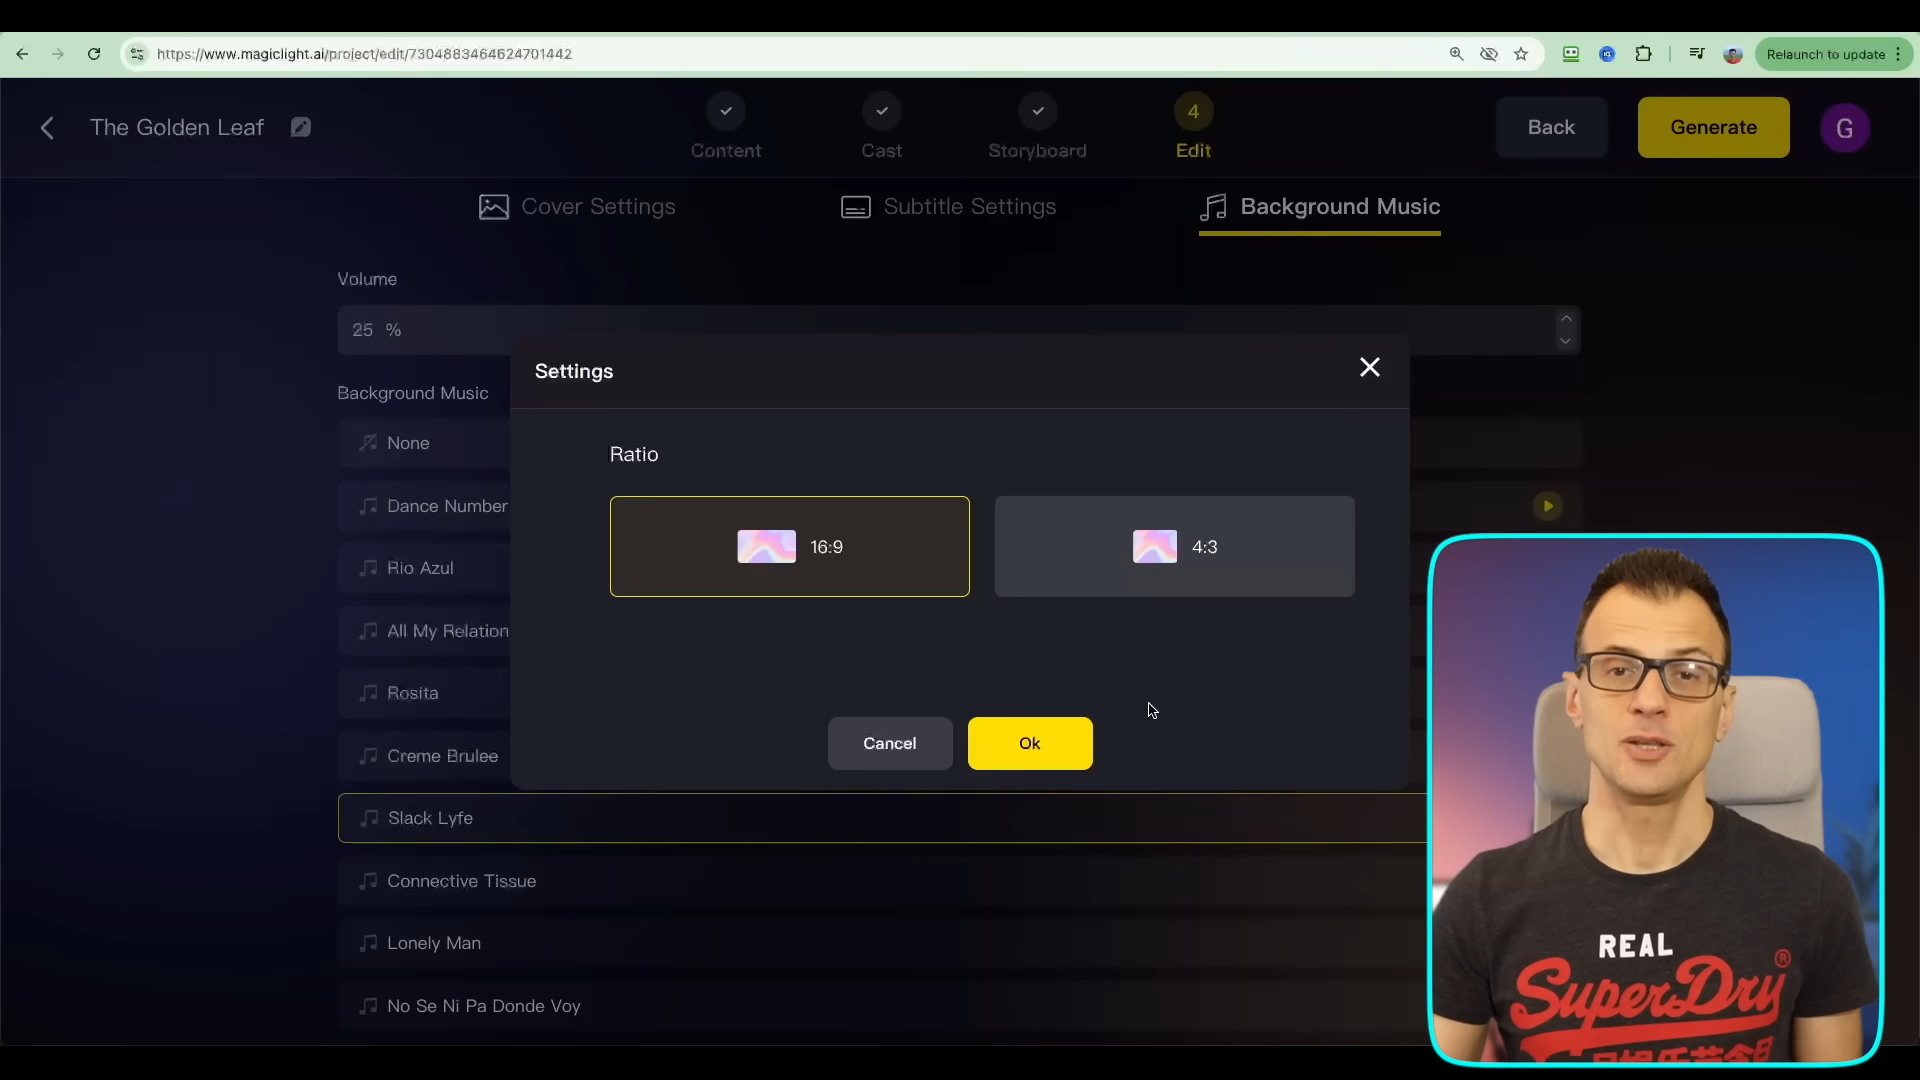 https://www.magiclight.ai/project/edit/7304883464624701442
Relaunch to update
The Golden Leaf
Content
Cast
Storyboard
4
Edit
Back
Generate
G
Cover Settings
Subtitle Settings
Background Music
Volume
25 %
Background Music
None
Dance Number
Rio Azul
All My Relation
Rosita
Creme Brulee
Slack Lyfe
Connective Tissue
Lonely Man
No Se Ni Pa Donde Voy
Settings
Ratio
16:9
4:3
Cancel
Ok
REAL
SuperDry®